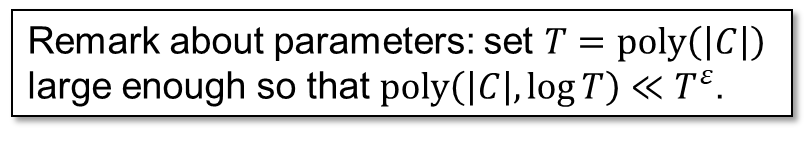 Remark about parameters: set 𝑇 = poly(|𝐶|)
large enough so that poly(|𝐶|, log 𝑇) ≪ 𝑇^𝜀.